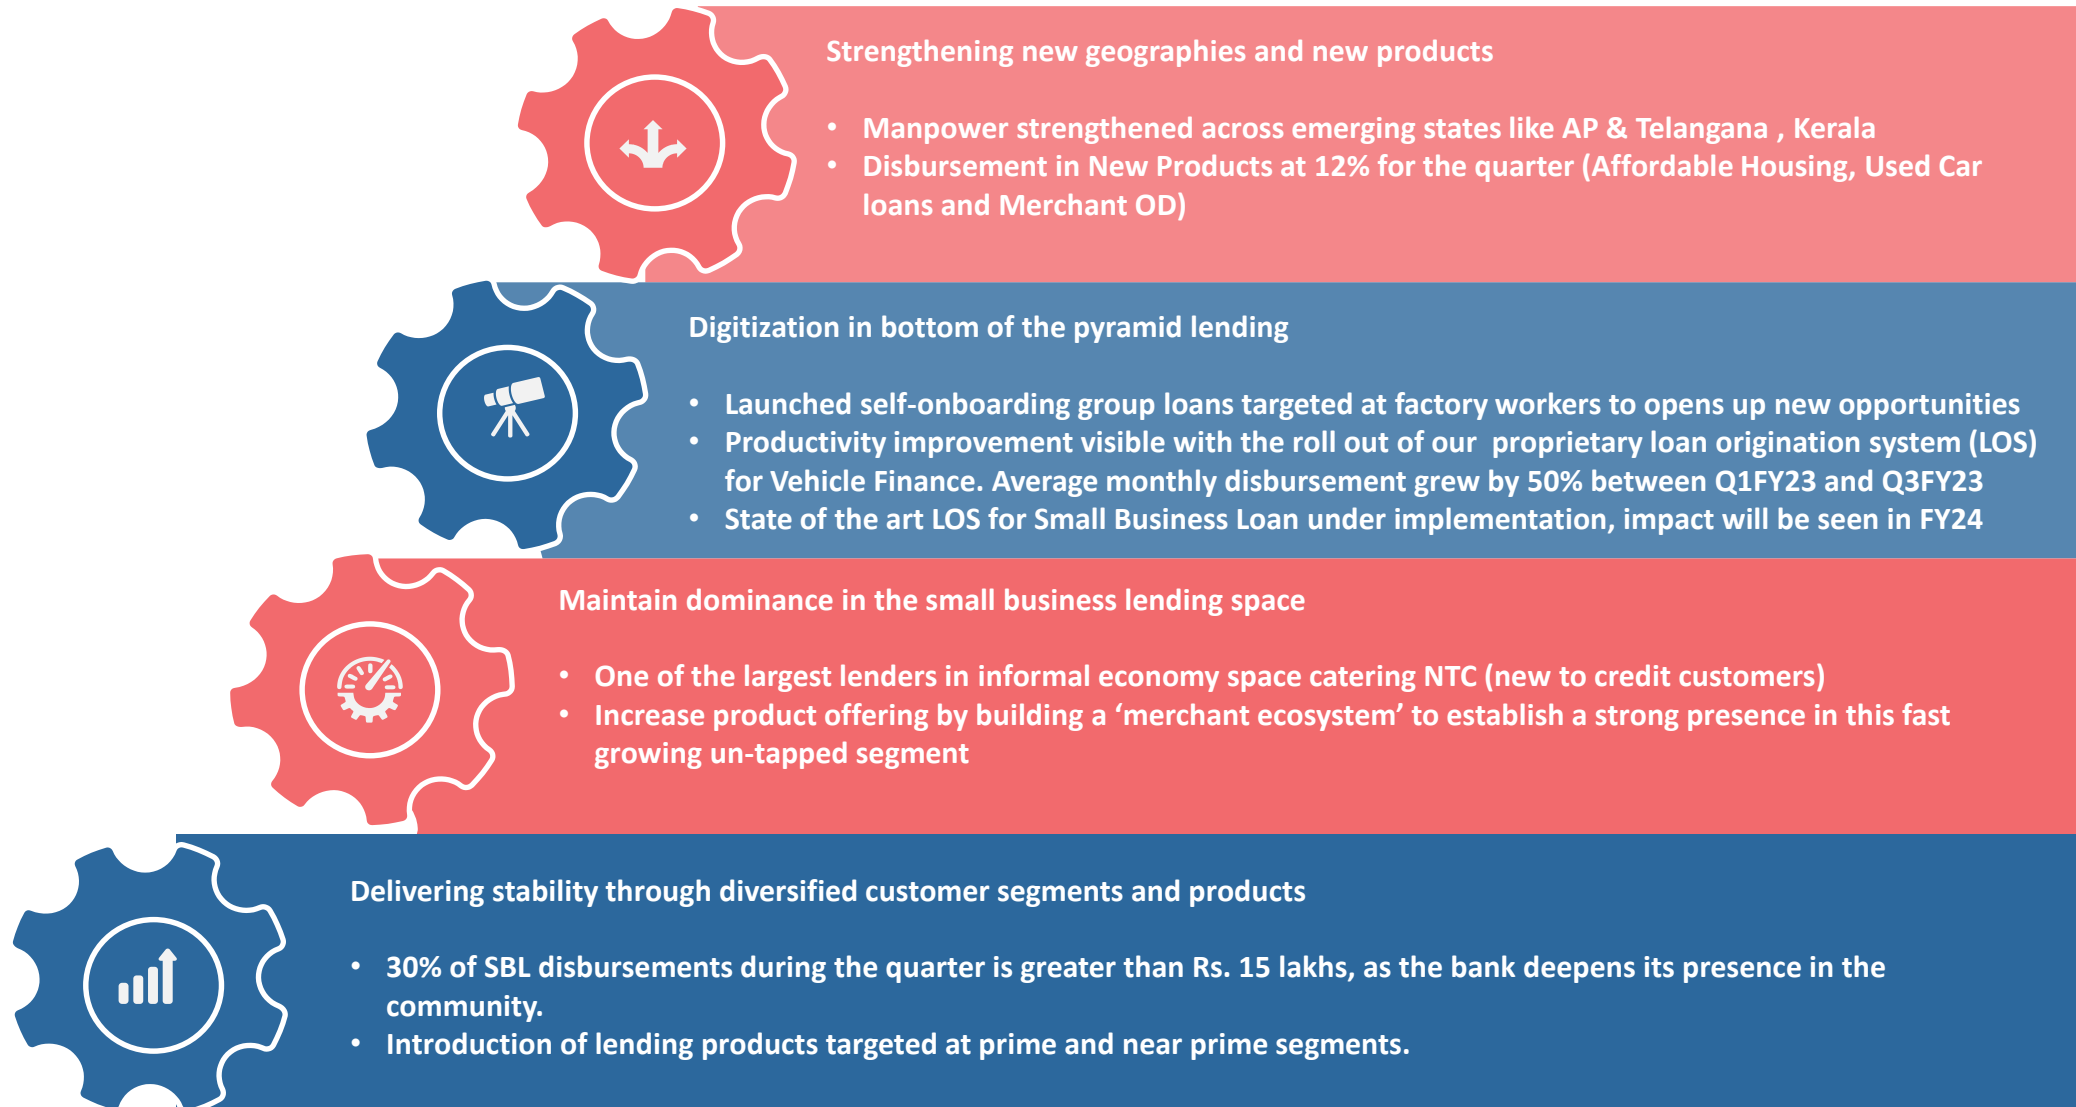 Strengthening new geographies and new products
• Manpower strengthened across emerging states like AP & Telangana , Kerala
• Disbursement in New Products at 12% for the quarter (Affordable Housing, Used Car
loans and Merchant OD)
Digitization in bottom of the pyramid lending
• Launched self-onboarding group loans targeted at factory workers to opens up new opportunities
• Productivity improvement visible with the roll out of our  proprietary loan origination system (LOS)
for Vehicle Finance. Average monthly disbursement grew by 50% between Q1FY23 and Q3FY23
• State of the art LOS for Small Business Loan under implementation, impact will be seen in FY24
Maintain dominance in the small business lending space
• One of the largest lenders in informal economy space catering NTC (new to credit customers)
• Increase product offering by building a ‘merchant ecosystem’ to establish a strong presence in this fast
growing un-tapped segment
Delivering stability through diversified customer segments and products
• 30% of SBL disbursements during the quarter is greater than Rs. 15 lakhs, as the bank deepens its presence in the
community.
• Introduction of lending products targeted at prime and near prime segments.